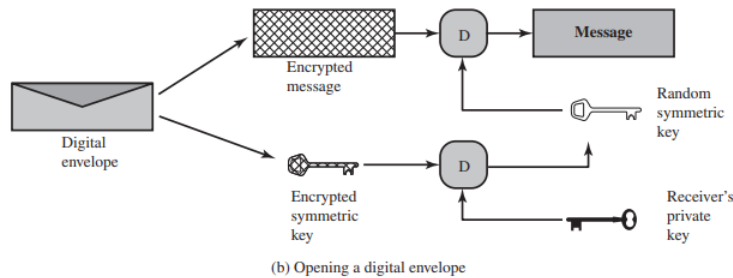 D
Message
Encrypted
message
Random
symmetric
key
Digital
envelope
D
Encrypted
symmetric
key
Receiver's
private
key
(b) Opening a digital envelope